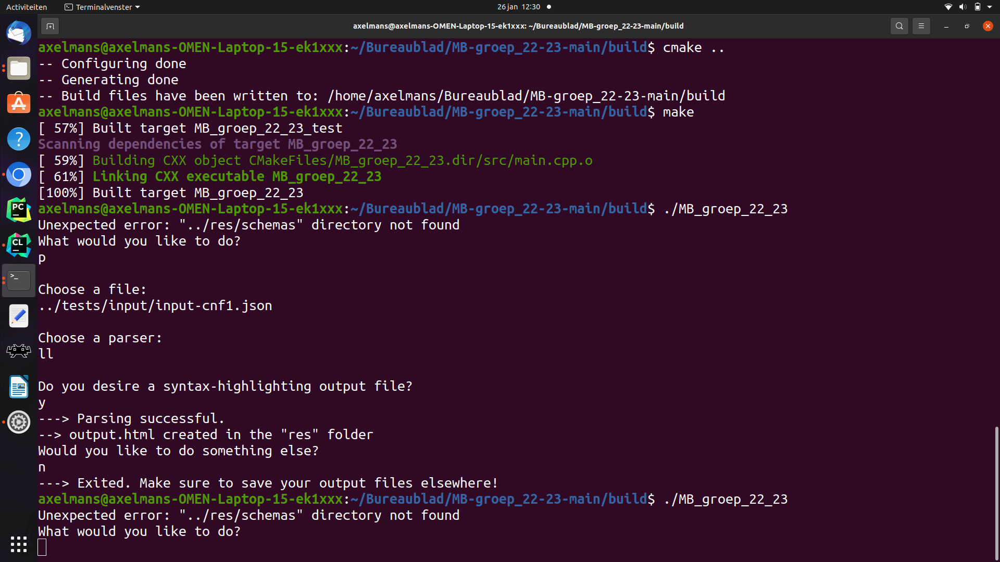 Activiteiten
Terminalvenster
26 jan 12:30
axelmans@axelmans-OMEN-Laptop-15-ek1xxx: ~/Bureaublad/MB-groep_22-23-main/build
axelmans@axelmans-OMEN-Laptop-15-ek1xxx:~/Bureaublad/MB-groep_22-23-main/build$ cmake ..
-- Configuring done
-- Generating done
-- Build files have been written to: /home/axelmans/Bureaublad/MB-groep_22-23-main/build
axelmans@axelmans-OMEN-Laptop-15-ek1xxx:~/Bureaublad/MB-groep_22-23-main/build$ make
[ 57%] Built target MB_groep_22_23_test
Scanning dependencies of target MB_groep_22_23
[ 59%] Building CXX object CMakeFiles/MB_groep_22_23.dir/src/main.cpp.o
[ 61%] Linking CXX executable MB_groep_22_23
[100%] Built target MB_groep_22_23
axelmans@axelmans-OMEN-Laptop-15-ek1xxx:~/Bureaublad/MB-groep_22-23-main/build$ ./MB_groep_22_23
Unexpected error: "../res/schemas" directory not found
What would you like to do?
p
Choose a file:
../tests/input/input-cnf1.json
Choose a parser:
ll
Do you desire a syntax-highlighting output file?
y
---> Parsing successful.
--> output.html created in the "res" folder
Would you like to do something else?
n
---> Exited. Make sure to save your output files elsewhere!
axelmans@axelmans-OMEN-Laptop-15-ek1xxx:~/Bureaublad/MB-groep_22-23-main/build$ ./MB_groep_22_23
Unexpected error: "../res/schemas" directory not found
What would you like to do?
PC
CL
>_